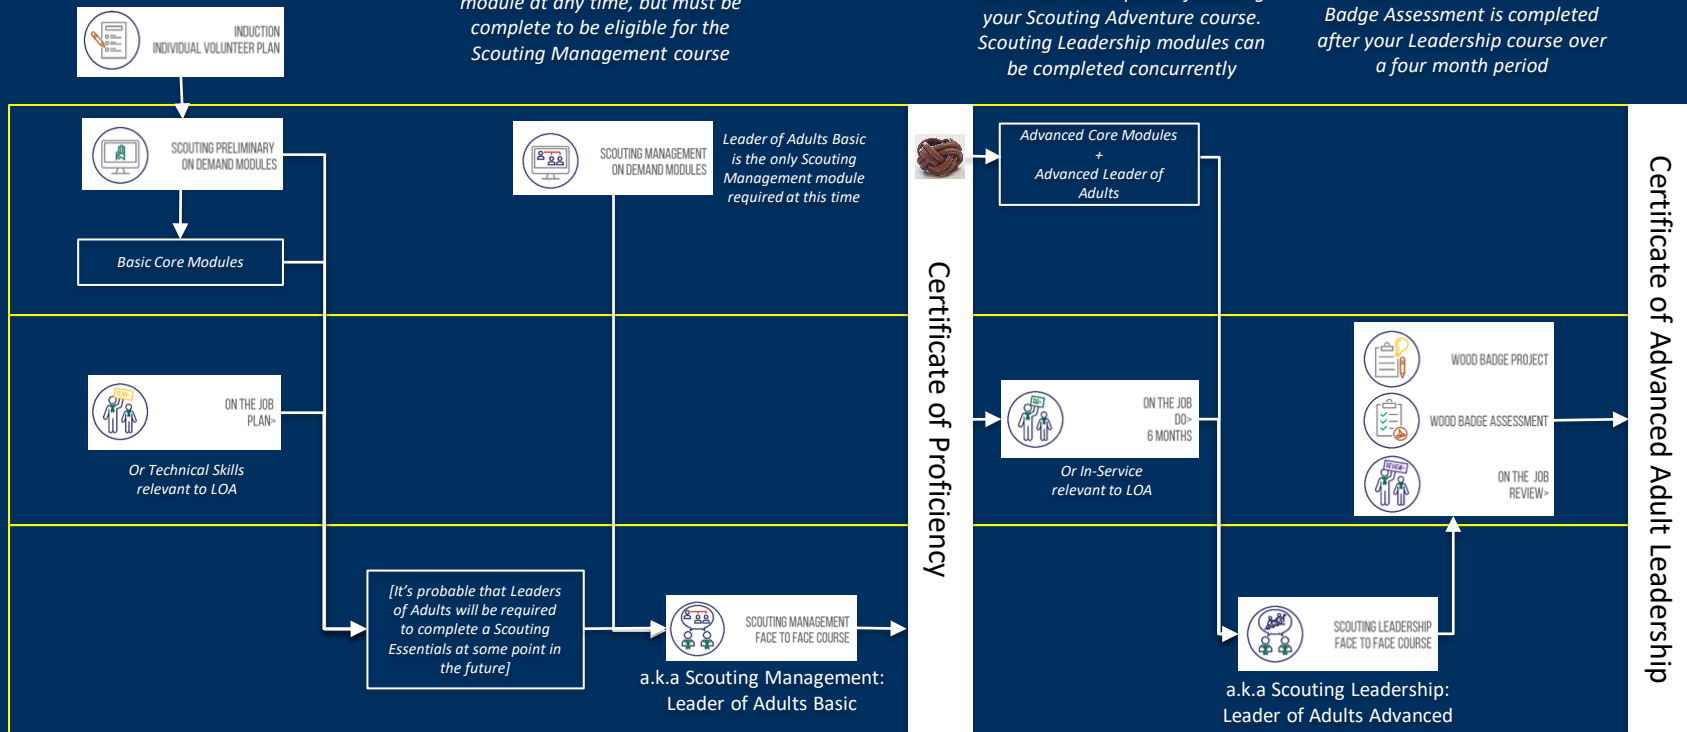 module at any time, but must be
complete to be eligible for the
Scouting Management course
your Scouting Adventure course.
Scouting Leadership modules can
be completed concurrently
Badge Assessment is completed
after your Leadership course over
a four month period
INDUCTION
INDIVIDUAL VOLUNTEER PLAN
SCOUTING PRELIMINARY
ON DEMAND MODULES
Basic Core Modules
SCOUTING MANAGEMENT
ON DEMAND MODULES
Leader of Adults Basic
is the only Scouting
Management module
required at this time
PLAN>
ON THE JOB
PLAN>
Or Technical Skills
relevant to LOA
[It's probable that Leaders
of Adults will be required
to complete a Scouting
Essentials at some point in
the future]
SCOUTING MANAGEMENT
FACE TO FACE COURSE
a.k.a Scouting Management:
Leader of Adults Basic
Certificate of Proficiency
Advanced Core Modules
+
Advanced Leader of
Adults
DO>
ON THE JOB
DO>
6 MONTHS
Or In-Service
relevant to LOA
SCOUTING LEADERSHIP
FACE TO FACE COURSE
a.k.a Scouting Leadership:
Leader of Adults Advanced
WOOD BADGE PROJECT
WOOD BADGE ASSESSMENT
REVIEW>
ON THE JOB
REVIEW>
Certificate of Advanced Adult Leadership